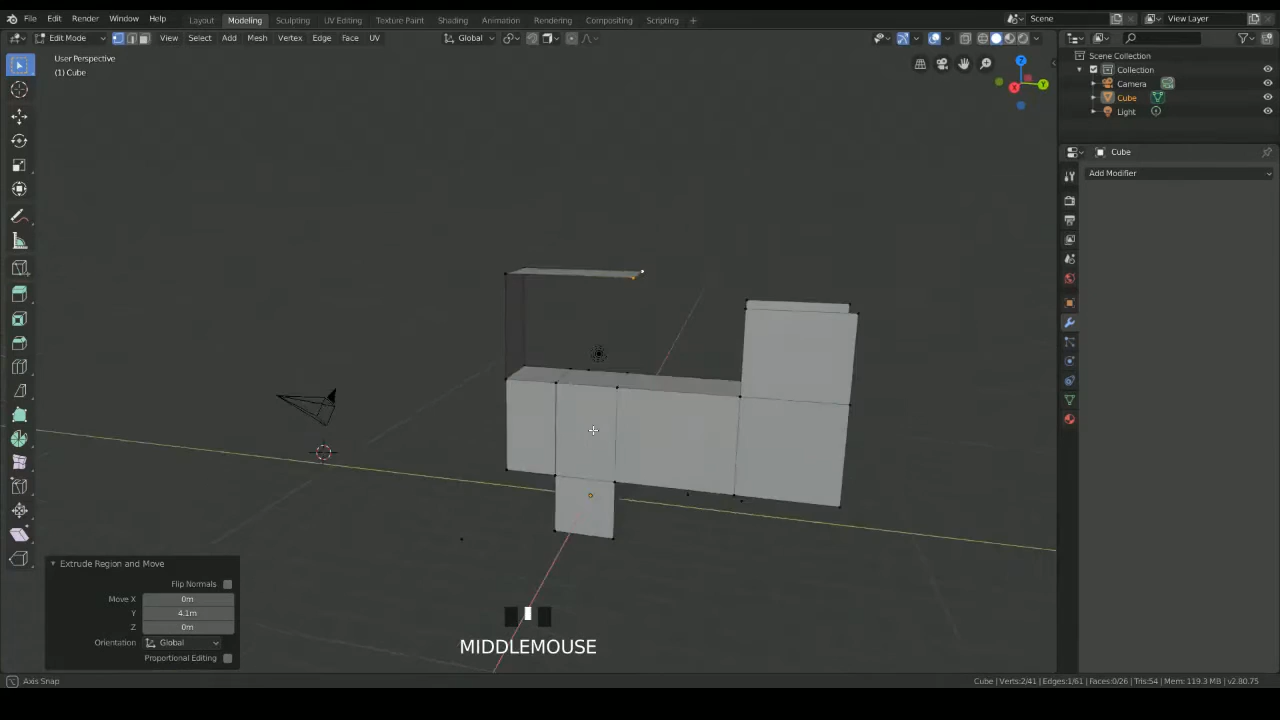 File Edit Render Window Help Layout Modeling Sculpting UV Editing Texture Paint Shading Animation Rendering Compositing Scripting Scene View Layer
Edit Mode View Select Add Mesh Vertex Edge Face UV Global
User Perspective
(1) Cube
Z
Y
X
Scene Collection
Collection
Camera
Cube
Light
Cube
Add Modifier
Extrude Region and Move
Flip Normals
Move X 0m
Y 4.1m
Z 0m
Orientation Global
Proportional Editing
MIDDLEMOUSE
Axis Snap
Cube | Verts:2/41 | Edges:1/61 | Faces:0/26 | Tris:54 | Mem: 119.3 MB | v2.80.75